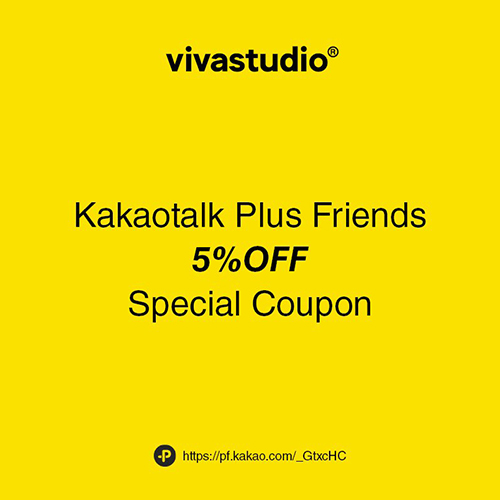 vivastudio®
Kakaotalk Plus Friends
5%OFF
Special Coupon
P https://pf.kakao.com/_GtxcHC